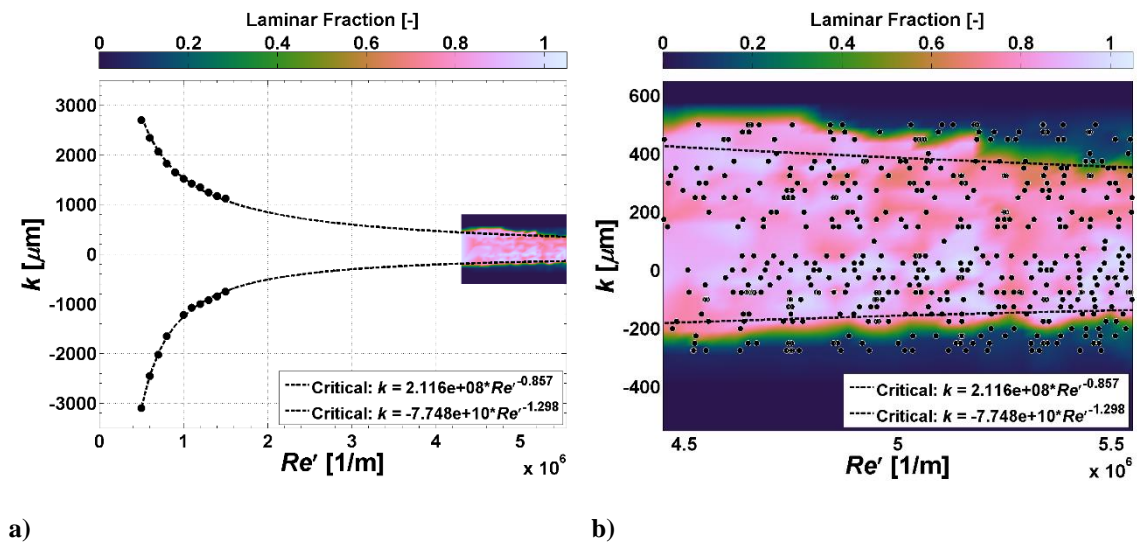 Laminar Fraction [-]
0 0.2 0.4 0.6 0.8 1
3000
2000
1000
0
-1000
-2000
-3000
k [μm]
Critical: k = 2.116e+08*Re′-0.857
Critical: k = -7.748e+10*Re′-1.298
0 1 2 3 4 5
Re′ [1/m]
x 10^6
a)
Laminar Fraction [-]
0 0.2 0.4 0.6 0.8 1
600
400
200
0
-200
-400
k [μm]
Critical: k = 2.116e+08*Re′-0.857
Critical: k = -7.748e+10*Re′-1.298
4.5 5 5.5
Re′ [1/m]
x 10^6
b)